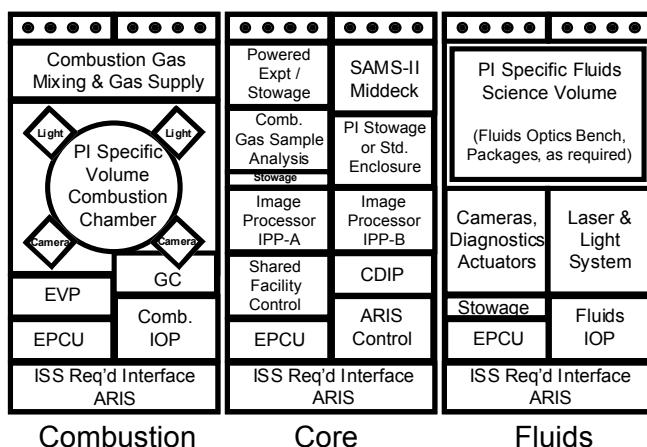 Combustion Gas
Mixing & Gas Supply
Light
Light
PI Specific
Volume
Combustion
Chamber
Camera
Camera
GC
EVP
Comb.
IOP
EPCU
ISS Req'd Interface
ARIS
Combustion
Powered
Expt /
Stowage
SAMS-II
Middeck
Comb.
Gas Sample
Analysis
PI Stowage
or Std.
Enclosure
Stowage
Image
Processor
IPP-A
Image
Processor
IPP-B
Shared
Facility
Control
CDIP
EPCU
ARIS
Control
ISS Req'd Interface
ARIS
Core
PI Specific Fluids
Science Volume
(Fluids Optics Bench,
Packages, as required)
Cameras,
Diagnostics
Actuators
Laser &
Light
System
Stowage
EPCU
Fluids
IOP
ISS Req'd Interface
ARIS
Fluids